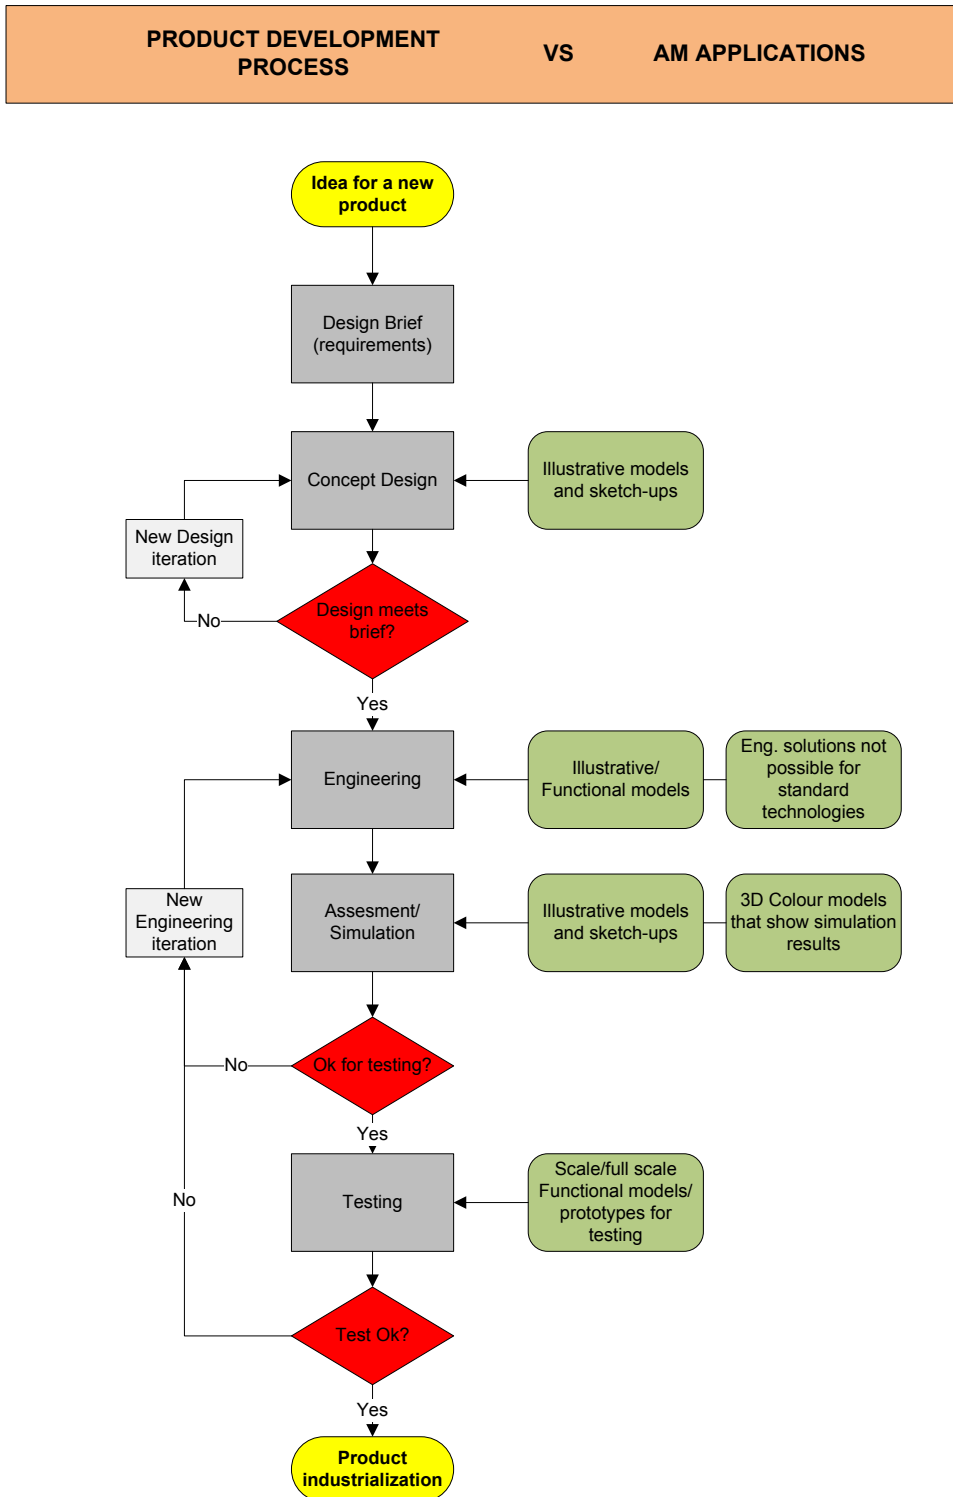 PRODUCT DEVELOPMENT
PROCESS
VS
AM APPLICATIONS
Idea for a new
product
Design Brief
(requirements)
Concept Design
Illustrative models
and sketch-ups
New Design
iteration
Design meets
brief?
No
Yes
Engineering
Illustrative/
Functional models
Eng. solutions not
possible for
standard
technologies
New
Engineering
iteration
Assesment/
Simulation
Illustrative models
and sketch-ups
3D Colour models
that show simulation
results
No
Ok for testing?
Yes
No
Testing
Scale/full scale
Functional models/
prototypes for
testing
Test Ok?
Yes
Product
industrialization